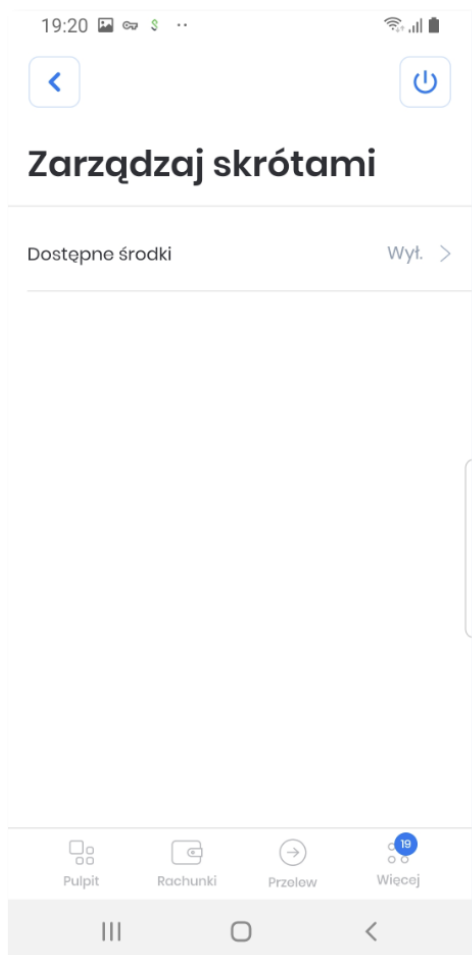 19:20
Zarządzaj skrótami
Dostępne środki Wył.
19
Pulpit Rachunki Przelew Więcej